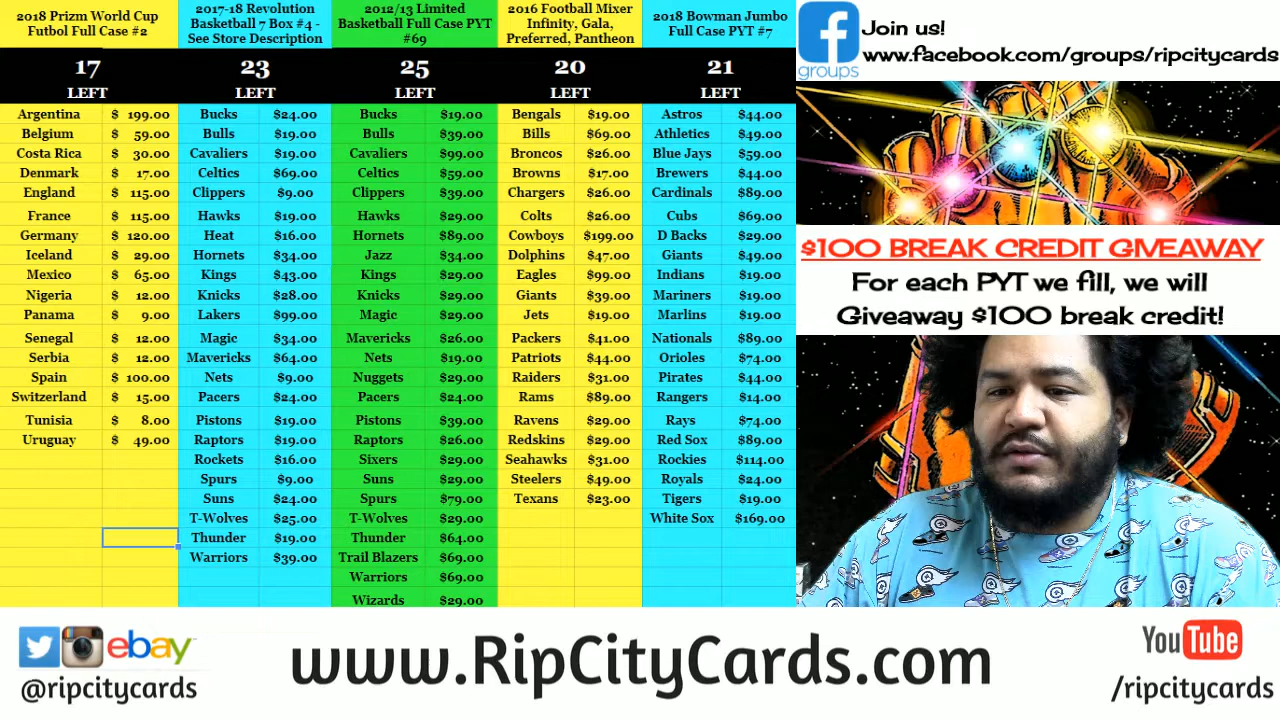 2018 Prizm World Cup
Futbol Full Case #2
17
LEFT
Argentina $ 199.00
Belgium $ 59.00
Costa Rica $ 30.00
Denmark $ 17.00
England $ 115.00
France $ 115.00
Germany $ 120.00
Iceland $ 29.00
Mexico $ 65.00
Nigeria $ 12.00
Panama $ 9.00
Senegal $ 12.00
Serbia $ 12.00
Spain $ 100.00
Switzerland $ 15.00
Tunisia $ 8.00
Uruguay $ 49.00
2017-18 Revolution
Basketball 7 Box #4 -
See Store Description
23
LEFT
Bucks $24.00
Bulls $19.00
Cavaliers $19.00
Celtics $69.00
Clippers $9.00
Hawks $19.00
Heat $16.00
Hornets $34.00
Kings $43.00
Knicks $28.00
Lakers $99.00
Magic $34.00
Mavericks $64.00
Nets $9.00
Pacers $24.00
Pistons $19.00
Raptors $19.00
Rockets $16.00
Spurs $9.00
Suns $24.00
T-Wolves $25.00
Thunder $19.00
Warriors $39.00
2012/13 Limited
Basketball Full Case PYT
#69
25
LEFT
Bucks $19.00
Bulls $39.00
Cavaliers $99.00
Celtics $59.00
Clippers $39.00
Hawks $29.00
Hornets $89.00
Jazz $34.00
Kings $29.00
Knicks $29.00
Magic $29.00
Mavericks $26.00
Nets $19.00
Nuggets $29.00
Pacers $24.00
Pistons $39.00
Raptors $26.00
Sixers $29.00
Suns $29.00
Spurs $79.00
T-Wolves $29.00
Thunder $64.00
Trail Blazers $69.00
Warriors $69.00
Wizards $29.00
2016 Football Mixer
Infinity, Gala,
Preferred, Pantheon
20
LEFT
Bengals $19.00
Bills $69.00
Broncos $26.00
Browns $17.00
Chargers $26.00
Colts $26.00
Cowboys $199.00
Dolphins $47.00
Eagles $99.00
Giants $39.00
Jets $19.00
Packers $41.00
Patriots $44.00
Raiders $31.00
Rams $89.00
Ravens $29.00
Redskins $29.00
Seahawks $31.00
Steelers $49.00
Texans $23.00
2018 Bowman Jumbo
Full Case PYT #7
21
LEFT
Astros $44.00
Athletics $49.00
Blue Jays $59.00
Brewers $44.00
Cardinals $89.00
Cubs $69.00
D Backs $29.00
Giants $49.00
Indians $19.00
Mariners $19.00
Marlins $19.00
Nationals $89.00
Orioles $74.00
Pirates $44.00
Rangers $14.00
Rays $74.00
Red Sox $89.00
Rockies $114.00
Royals $24.00
Tigers $19.00
White Sox $169.00
groups
Join us!
www.facebook.com/groups/ripcitycards
$100 BREAK CREDIT GIVEAWAY
For each PYT we fill, we will
Giveaway $100 break credit!
ebay
@ripcitycards
www.RipCityCards.com
YouTube
/ripcitycards